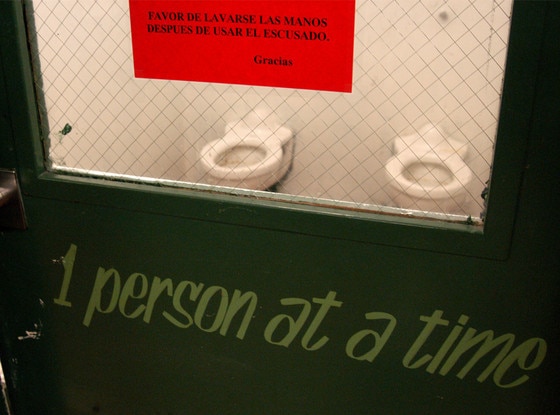 FAVOR DE LAVARSE LAS MANOS
DESPUES DE USAR EL ESCUSADO.
Gracias
1 person at a time